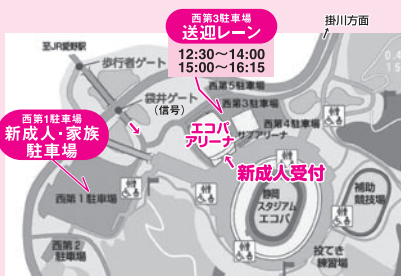 西第3駐車場
送迎レーン
12:30〜14:00
15:00〜16:15
掛川方面
至JR愛野駅
歩行者ゲート
袋井ゲート
(信号)
西第5駐車場
西第3駐車場
西第4駐車場
サブアリーナ
エコパ
アリーナ
西第1駐車場
新成人・家族
駐車場
新成人受付
西第1駐車場
静岡
スタジアム
エコパ
補助
競技場
西第2
駐車場
投てき
練習場